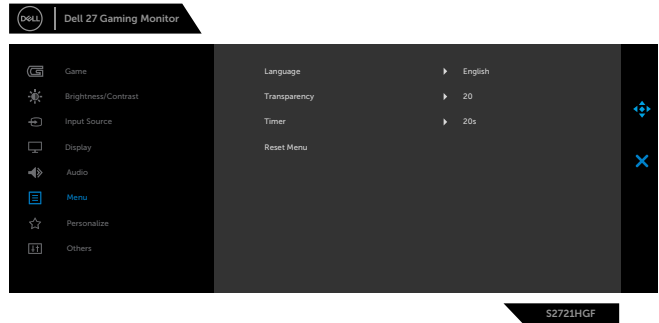 DELL Dell 27 Gaming Monitor
Game
Brightness/Contrast
Input Source
Display
Audio
Menu
Personalize
Others
Language English
Transparency 20
Timer 20s
Reset Menu
S2721HGF